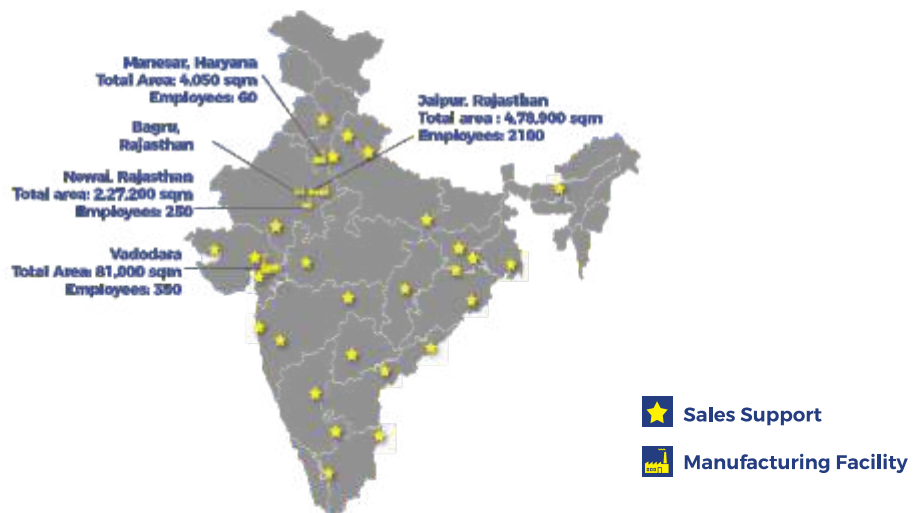 Manesar, Haryana
Total Area: 4,050 sqm
Employees: 60
Jaipur, Rajasthan
Total area : 4,78,900 sqm
Employees: 2100
Bagru,
Rajasthan
Newai, Rajasthan
Total area: 2,27,200 sqm
Employees: 250
Vadodara
Total Area: 81,000 sqm
Employees: 350
Sales Support
Manufacturing Facility